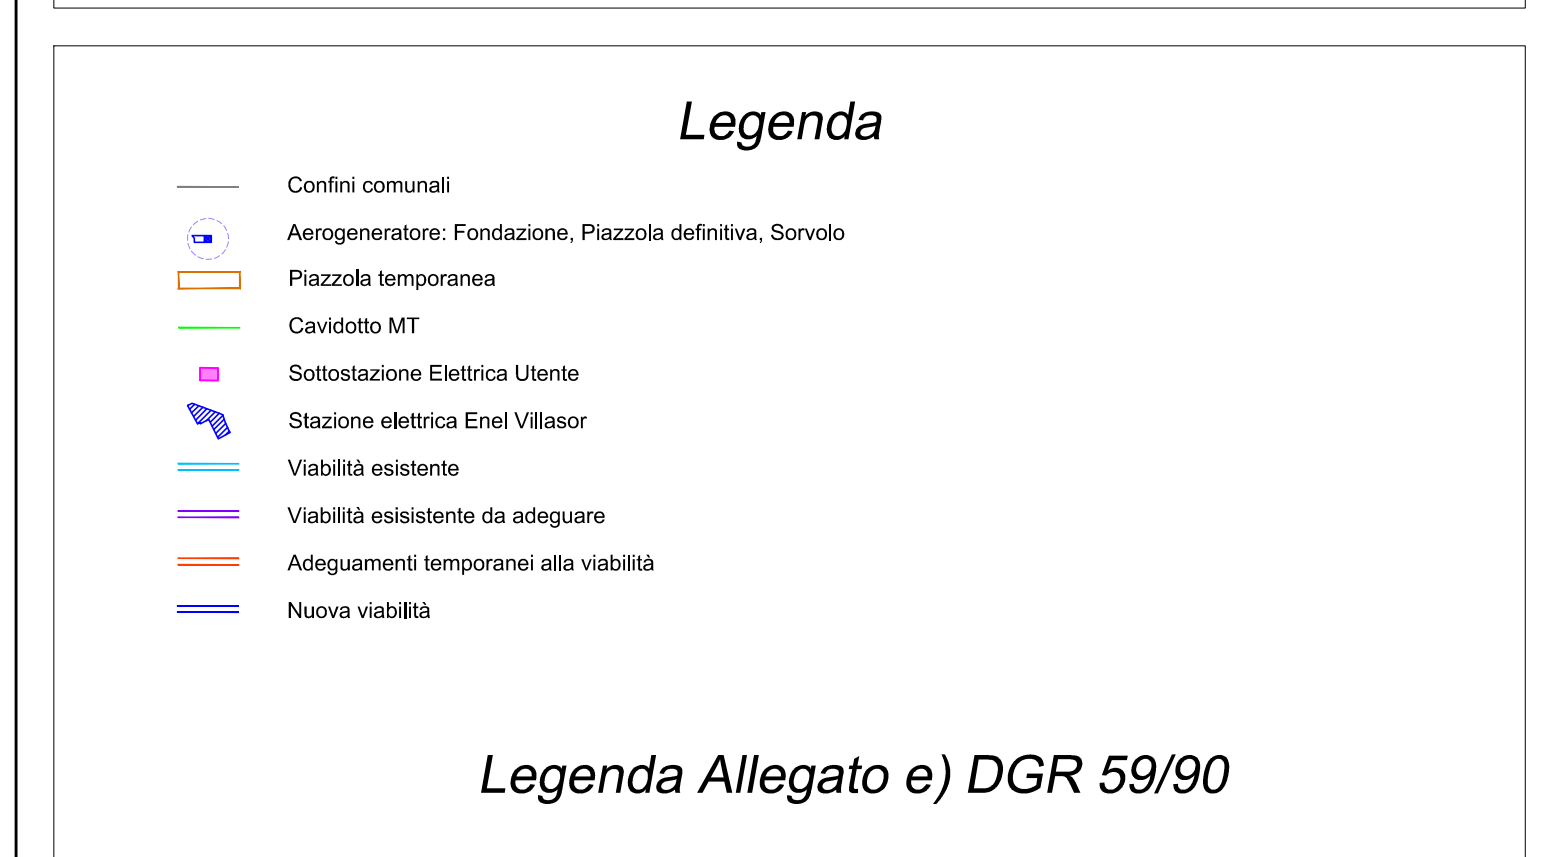 Legenda
Confini comunali
Aerogeneratore: Fondazione, Piazzola definitiva, Sorvolo
Piazzola temporanea
Cavidotto MT
Sottostazione Elettrica Utente
Stazione elettrica Enel Villasor
Viabilità esistente
Viabilità esisistente da adeguare
Adeguamenti temporanei alla viabilità
Nuova viabilità
Legenda Allegato e) DGR 59/90